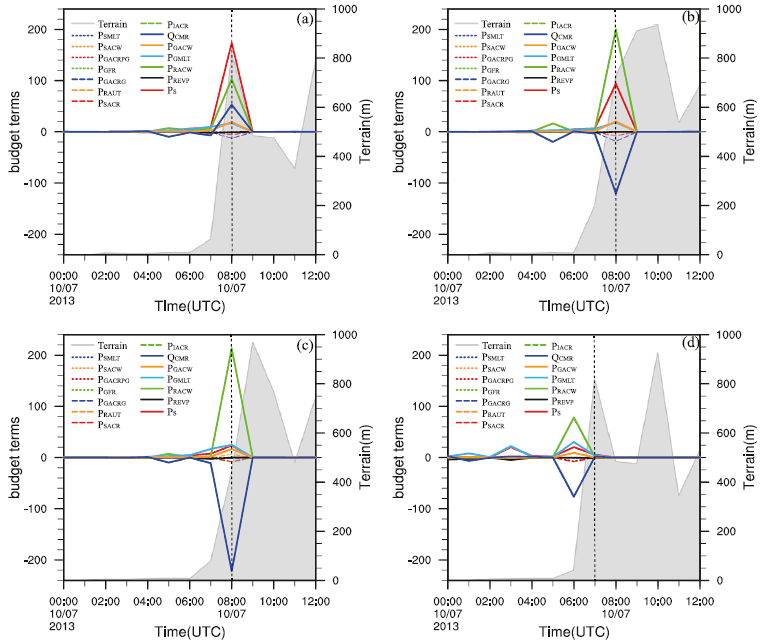 (a)
Terrain
PSMLT
PSACW
PGACRPG
PGFR
PGACRG
PRAUT
PSACR
PIACR
QCMR
PGACW
PGMLT
PRACW
PREVP
PS
budget terms
200
100
0
-100
-200
Terrain(m)
1000
800
600
400
200
0
00:00 02:00 04:00 06:00 08:00 10:00 12:00
10/07 10/07
2013
TIme(UTC)
(b)
Terrain
PSMLT
PSACW
PGACRPG
PGFR
PGACRG
PRAUT
PSACR
PIACR
QCMR
PGACW
PGMLT
PRACW
PREVP
PS
budget terms
200
100
0
-100
-200
Terrain(m)
1000
800
600
400
200
0
00:00 02:00 04:00 06:00 08:00 10:00 12:00
10/07 10/07
2013
TIme(UTC)
(c)
Terrain
PSMLT
PSACW
PGACRPG
PGFR
PGACRG
PRAUT
PSACR
PIACR
QCMR
PGACW
PGMLT
PRACW
PREVP
PS
budget terms
200
100
0
-100
-200
Terrain(m)
1000
800
600
400
200
0
00:00 02:00 04:00 06:00 08:00 10:00 12:00
10/07 10/07
2013
Time(UTC)
(d)
Terrain
PSMLT
PSACW
PGACRPG
PGFR
PGACRG
PRAUT
PSACR
PIACR
QCMR
PGACW
PGMLT
PRACW
PREVP
PS
budget terms
200
100
0
-100
-200
Terrain(m)
1000
800
600
400
200
0
00:00 02:00 04:00 06:00 08:00 10:00 12:00
10/07 10/07
2013
Time(UTC)